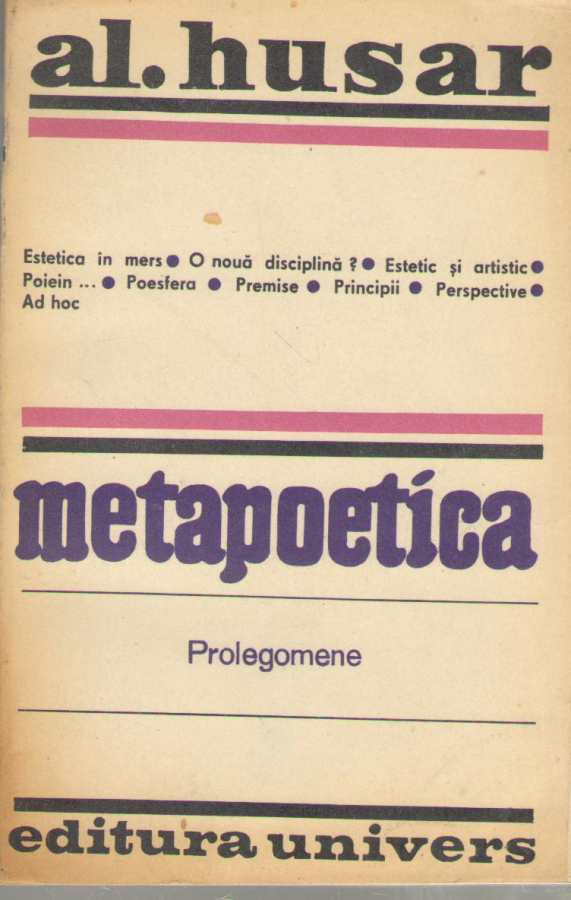 al. husar
Estetica in mers ● O nouă disciplină ? ● Estetic și artistic ●
Poiein ... ● Poesfera ● Premise ● Principii ● Perspective ●
Ad hoc
metapoetica
Prolegomene
editura univers